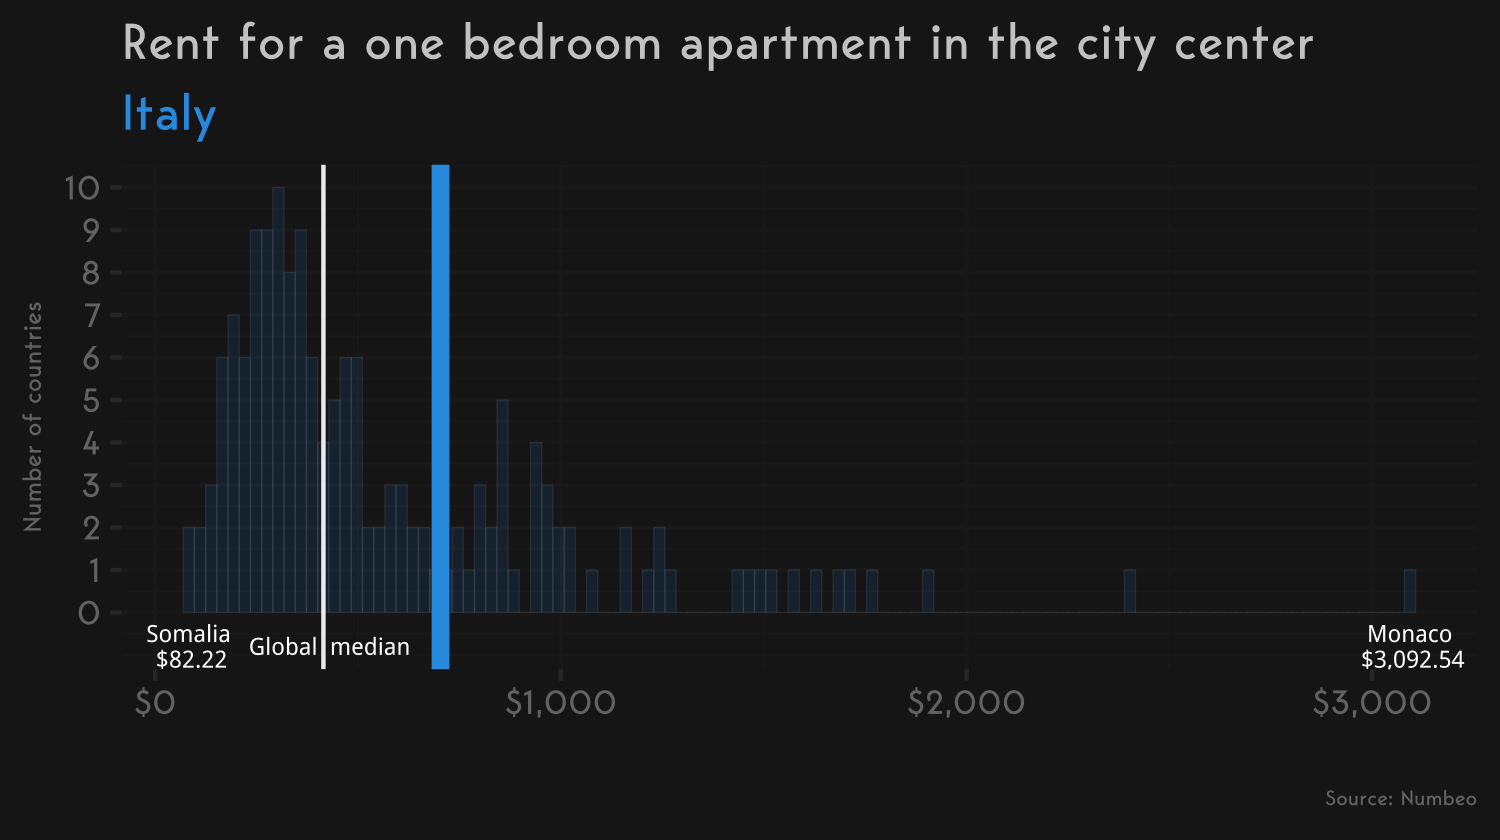 Rent for a one bedroom apartment in the city center
Italy
Number of countries
10
9
8
7
6
5
4
3
2
1
0
Somalia
$82.22
Global median
Monaco
$3,092.54
$0
$1,000
$2,000
$3,000
Source: Numbeo